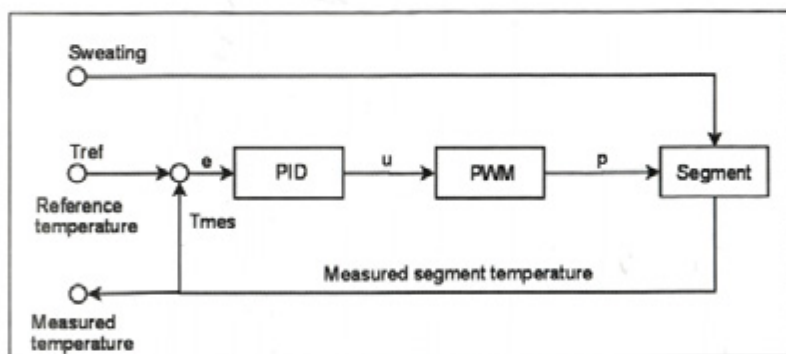 Sweating
Tref
e
PID
u
PWM
p
Segment
Reference
temperature
Tmes
Measured segment temperature
Measured
temperature